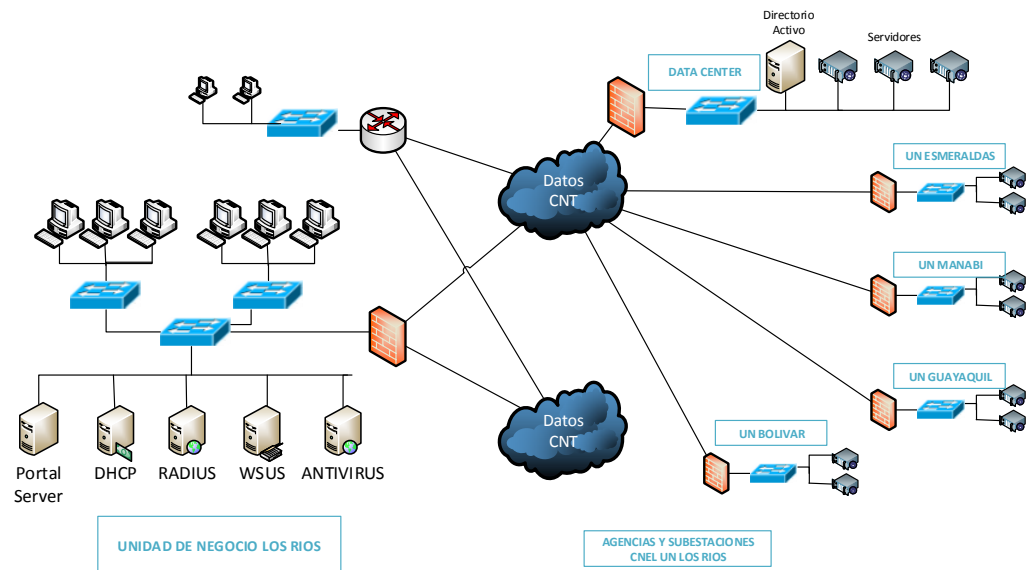 Directorio
Activo
Servidores
DATA CENTER
UN ESMERALDAS
Datos
CNT
UN MANABI
UN GUAYAQUIL
Datos
CNT
UN BOLIVAR
Portal
Server
DHCP
RADIUS
WSUS
ANTIVIRUS
UNIDAD DE NEGOCIO LOS RIOS
AGENCIAS Y SUBESTACIONES
CNEL UN LOS RIOS